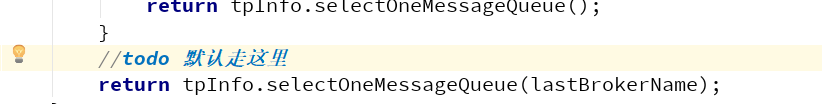 return tpInfo.selectOneMessageQueue();
}
//todo 默认走这里
return tpInfo.selectOneMessageQueue(lastBrokerName);